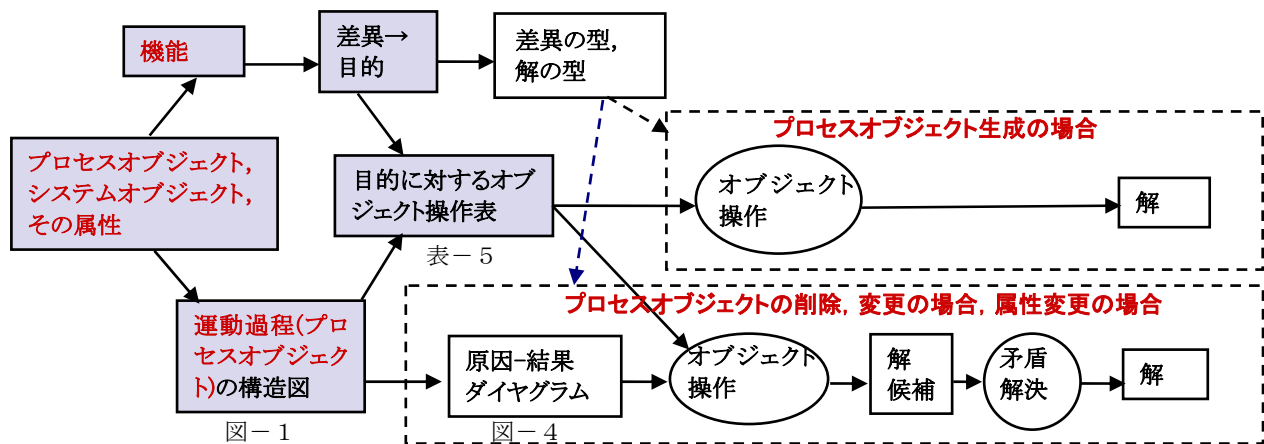 機能
差異→
目的
差異の型,
解の型
プロセスオブジェクト生成の場合
プロセスオブジェクト,
システムオブジェクト,
その属性
目的に対するオブ
ジェクト操作表
表－５
オブジェクト
操作
解
プロセスオブジェクトの削除, 変更の場合, 属性変更の場合
運動過程(プロ
セスオブジェク
ト)の構造図
図－１
原因-結果
ダイヤグラム
図－４
オブジェクト
操作
解
候補
矛盾
解決
解